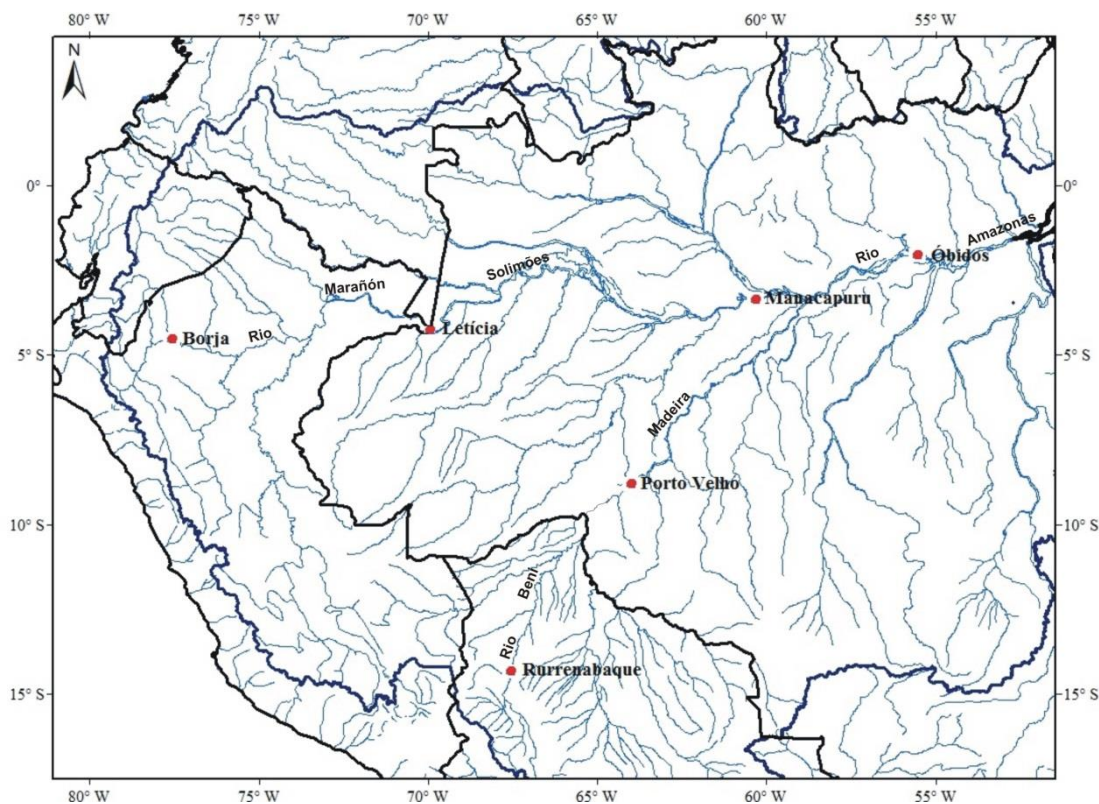 80° W 75° W 70° W 65° W 60° W 55° W
N
0° 0°
Amazonas
Rio
Óbidos
Solimões
Marañón
Manacapuru
Letícia
Rio
Borja
5° S 5° S
Madeira
Porto Velho
10° S 10° S
Beni
Rio
Rurrenabaque
15° S 15° S
80° W 75° W 70° W 65° W 60° W 55° W